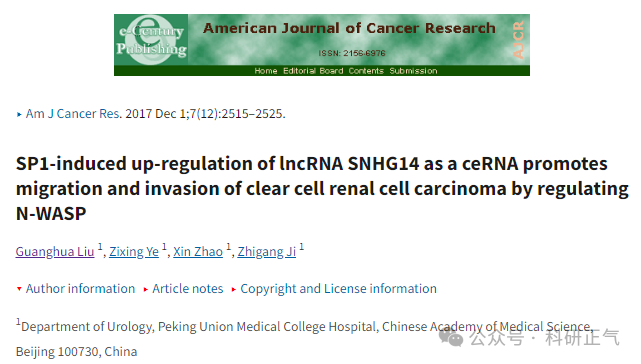 e-Century
Publishing
American Journal of Cancer Research
ISSN: 2156-6976
AJCR
Home Editorial Board Contents Submission
Am J Cancer Res. 2017 Dec 1;7(12):2515–2525.
SP1-induced up-regulation of lncRNA SNHG14 as a ceRNA promotes
migration and invasion of clear cell renal cell carcinoma by regulating
N-WASP
Guanghua Liu 1, Zixing Ye 1, Xin Zhao 1, Zhigang Ji 1
Author information Article notes Copyright and License information
1Department of Urology, Peking Union Medical College Hospital, Chinese Academy of Medical Science,
Beijing 100730, China
公众号 · 科研正气